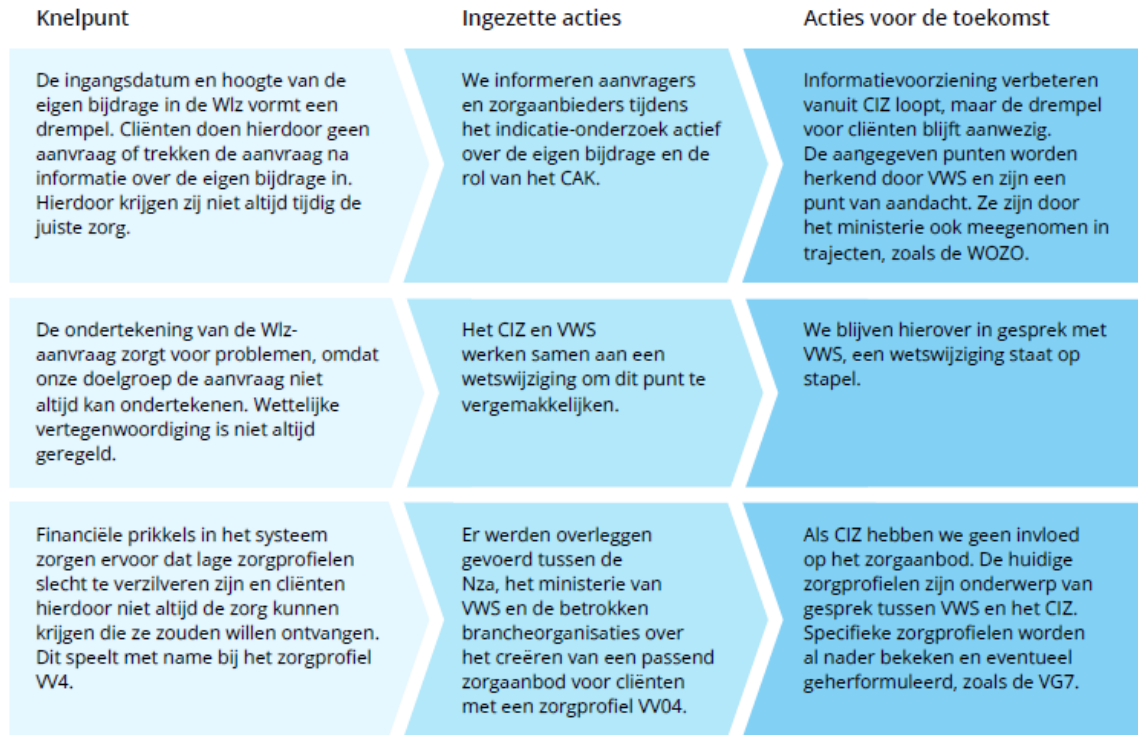 Knelpunt
Ingezette acties
Acties voor de toekomst
De ingangsdatum en hoogte van de
eigen bijdrage in de Wlz vormt een
drempel. Cliënten doen hierdoor geen
aanvraag of trekken de aanvraag na
informatie over de eigen bijdrage in.
Hierdoor krijgen zij niet altijd tijdig de
juiste zorg.
We informeren aanvragers
en zorgaanbieders tijdens
het indicatie-onderzoek actief
over de eigen bijdrage en de
rol van het CAK.
Informatievoorziening verbeteren
vanuit CIZ loopt, maar de drempel
voor cliënten blijft aanwezig.
De aangegeven punten worden
herkend door VWS en zijn een
punt van aandacht. Ze zijn door
het ministerie ook meegenomen in
trajecten, zoals de WOZO.
De ondertekening van de Wlz-
aanvraag zorgt voor problemen, omdat
onze doelgroep de aanvraag niet
altijd kan ondertekenen. Wettelijke
vertegenwoordiging is niet altijd
geregeld.
Het CIZ en VWS
werken samen aan een
wetswijziging om dit punt te
vergemakkelijken.
We blijven hierover in gesprek met
VWS, een wetswijziging staat op
stapel.
Financiële prikkels in het systeem
zorgen ervoor dat lage zorgprofielen
slecht te verzilveren zijn en cliënten
hierdoor niet altijd de zorg kunnen
krijgen die ze zouden willen ontvangen.
Dit speelt met name bij het zorgprofiel
VV4.
Er werden overleggen
gevoerd tussen de
Nza, het ministerie van
VWS en de betrokken
brancheorganisaties over
het creëren van een passend
zorgaanbod voor cliënten
met een zorgprofiel VV04.
Als CIZ hebben we geen invloed
op het zorgaanbod. De huidige
zorgprofielen zijn onderwerp van
gesprek tussen VWS en het CIZ.
Specifieke zorgprofielen worden
al nader bekeken en eventueel
geherformuleerd, zoals de VG7.